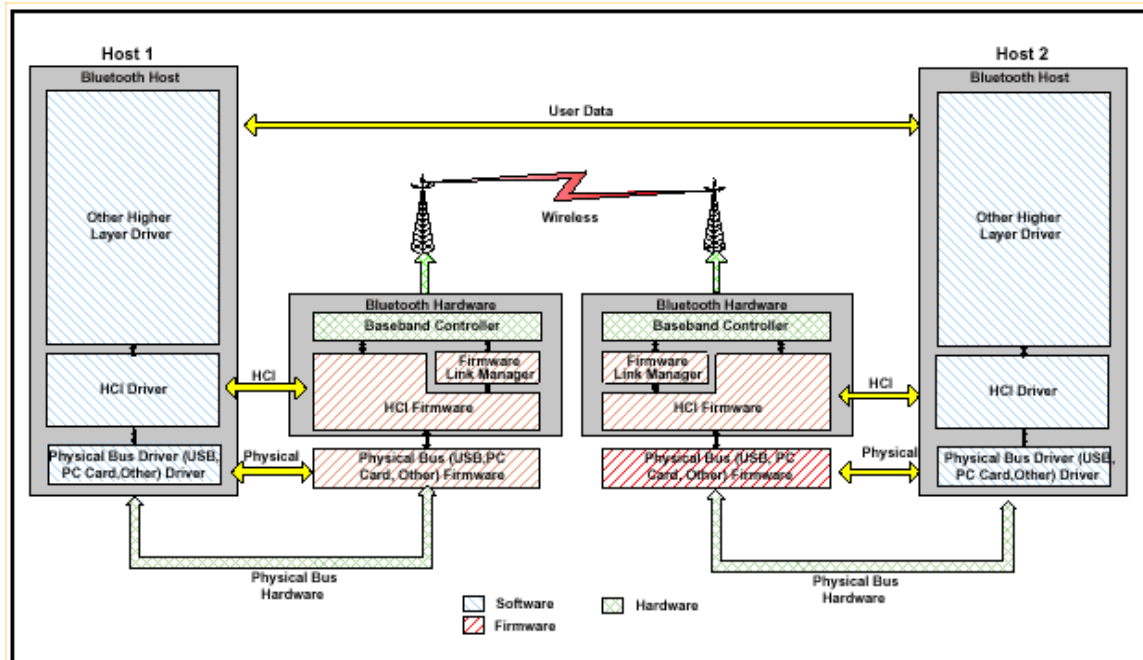 Host 1
Host 2
Bluetooth Host
Bluetooth Host
User Data
Other Higher
Layer Driver
Wireless
Other Higher
Layer Driver
Bluetooth Hardware
Baseband Controller
Bluetooth Hardware
Baseband Controller
Firmware
Link Manager
Firmware
Link Manager
HCI Driver
HCI
HCI Firmware
HCI Firmware
HCI
HCI Driver
Physical Bus Driver (USB,
PC Card,Other) Driver
Physical
Physical Bus (USB,PC
Card, Other) Firmware
Physical Bus (USB, PC
Card, Other) Firmware
Physical
Physical Bus Driver (USB,
PC Card,Other) Driver
Physical Bus
Hardware
Physical Bus
Hardware
Software
Hardware
Firmware